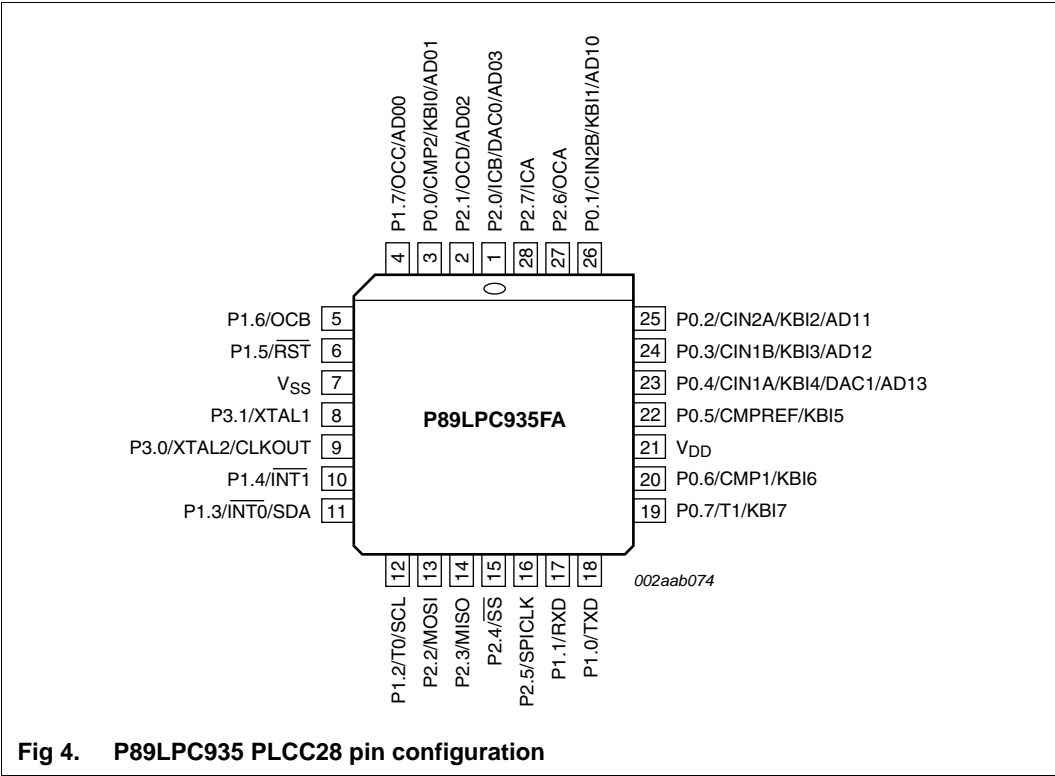 P1.7/OCC/AD00
P0.0/CMP2/KBI0/AD01
P2.1/OCD/AD02
P2.0/ICB/DAC0/AD03
P2.7/ICA
P2.6/OCA
P0.1/CIN2B/KBI1/AD10
4
3
2
1
28
27
26
P1.6/OCB 5
P1.5/R̅S̅T̅ 6
VSS 7
P3.1/XTAL1 8
P3.0/XTAL2/CLKOUT 9
P1.4/I̅N̅T̅1̅ 10
P1.3/I̅N̅T̅0̅/SDA 11
P89LPC935FA
25 P0.2/CIN2A/KBI2/AD11
24 P0.3/CIN1B/KBI3/AD12
23 P0.4/CIN1A/KBI4/DAC1/AD13
22 P0.5/CMPREF/KBI5
21 VDD
20 P0.6/CMP1/KBI6
19 P0.7/T1/KBI7
12
13
14
15
16
17
18
P1.2/T0/SCL
P2.2/MOSI
P2.3/MISO
P2.4/S̅S̅
P2.5/SPICLK
P1.1/RXD
P1.0/TXD
002aab074
Fig 4. P89LPC935 PLCC28 pin configuration